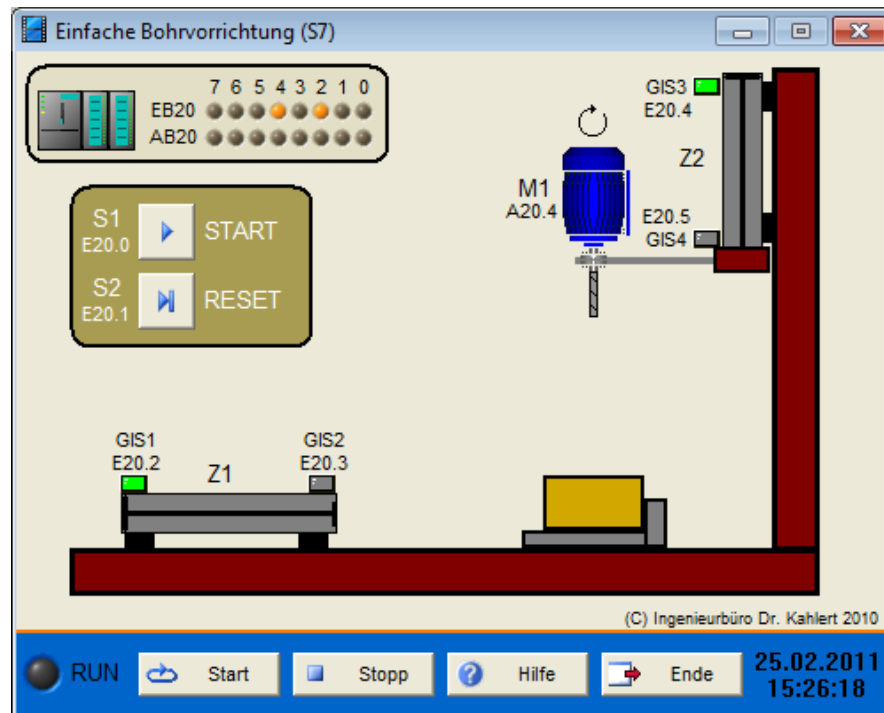 Einfache Bohrvorrichtung (S7)
7 6 5 4 3 2 1 0
EB20
AB20
GIS3
E20.4
Z2
M1
A20.4
E20.5
GIS4
S1
E20.0
START
S2
E20.1
RESET
GIS1
E20.2
Z1
GIS2
E20.3
(C) Ingenieurbüro Dr. Kahlert 2010
RUN
Start
Stopp
Hilfe
Ende
25.02.2011
15:26:18